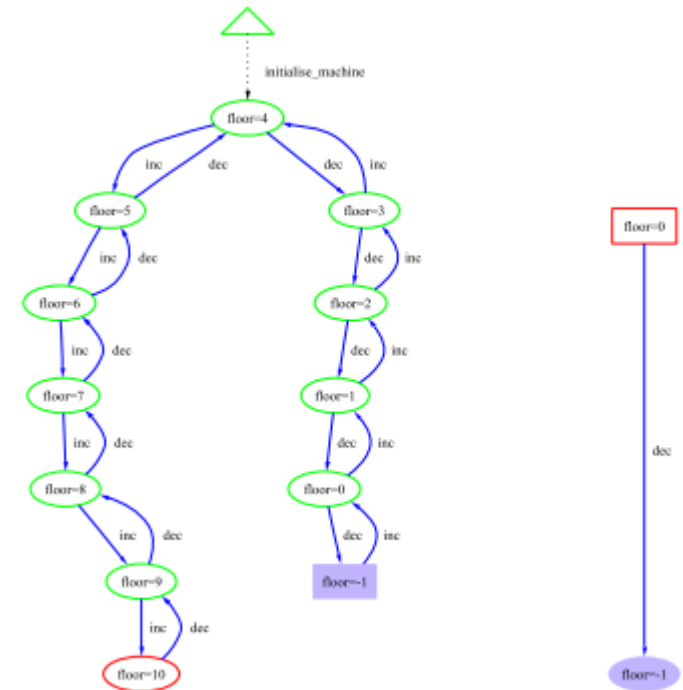 initialise_machine
floor=4
inc
dec
dec
inc
floor=5
floor=3
floor=0
inc
dec
dec
inc
floor=6
floor=2
inc
dec
dec
inc
floor=7
floor=1
inc
dec
dec
inc
dec
floor=8
floor=0
inc
dec
dec
inc
floor=9
floor=-1
inc
dec
floor=10
floor=-1